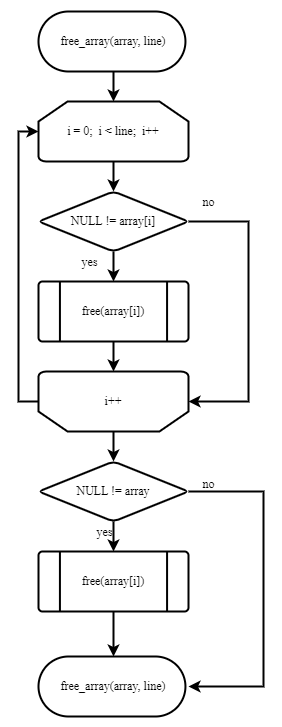 free_array(array, line)
i = 0; i < line; i++
NULL != array[i]
no
yes
free(array[i])
i++
NULL != array
no
yes
free(array[i])
free_array(array, line)